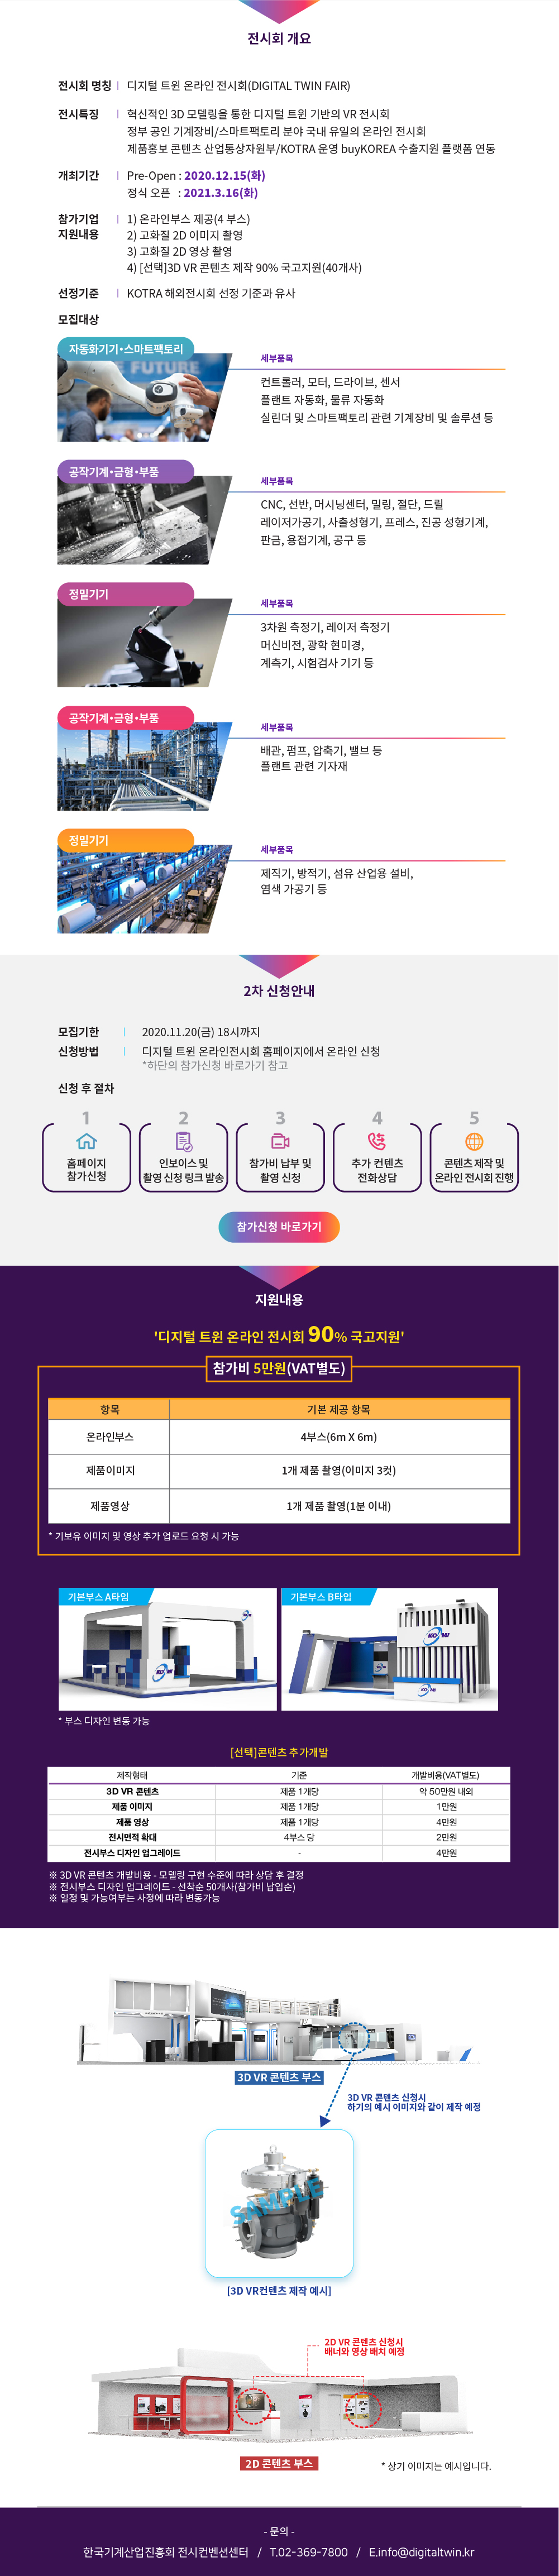 전시회 개요
전시회 명칭 | 디지털 트윈 온라인 전시회(DIGITAL TWIN FAIR)
전시특징 | 혁신적인 3D 모델링을 통한 디지털 트윈 기반의 VR 전시회
정부 공인 기계장비/스마트팩토리 분야 국내 유일의 온라인 전시회
제품홍보 콘텐츠 산업통상자원부/KOTRA 운영 buyKOREA 수출지원 플랫폼 연동
개최기간 | Pre-Open : 2020.12.15(화)
정식 오픈 : 2021.3.16(화)
참가기업 지원내용 | 1) 온라인부스 제공(4 부스)
2) 고화질 2D 이미지 촬영
3) 고화질 2D 영상 촬영
4) [선택]3D VR 콘텐츠 제작 90% 국고지원(40개사)
선정기준 | KOTRA 해외전시회 선정 기준과 유사
모집대상
자동화기기•스마트팩토리
FUTURE
세부품목
컨트롤러, 모터, 드라이브, 센서
플랜트 자동화, 물류 자동화
실린더 및 스마트팩토리 관련 기계장비 및 솔루션 등
공작기계•금형•부품
세부품목
CNC, 선반, 머시닝센터, 밀링, 절단, 드릴
레이저가공기, 사출성형기, 프레스, 진공 성형기계,
판금, 용접기계, 공구 등
정밀기기
세부품목
3차원 측정기, 레이저 측정기
머신비전, 광학 현미경,
계측기, 시험검사 기기 등
공작기계•금형•부품
세부품목
배관, 펌프, 압축기, 밸브 등
플랜트 관련 기자재
정밀기기
세부품목
제직기, 방적기, 섬유 산업용 설비,
염색 가공기 등
2차 신청안내
모집기한 | 2020.11.20(금) 18시까지
신청방법 | 디지털 트윈 온라인전시회 홈페이지에서 온라인 신청
*하단의 참가신청 바로가기 참고
신청 후 절차
1
홈페이지
참가신청
2
인보이스 및
촬영 신청 링크 발송
3
참가비 납부 및
촬영 신청
4
추가 컨텐츠
전화상담
5
콘텐츠 제작 및
온라인 전시회 진행
참가신청 바로가기
지원내용
'디지털 트윈 온라인 전시회 90% 국고지원'
참가비 5만원(VAT별도)
항목 기본 제공 항목
온라인부스 4부스(6m X 6m)
제품이미지 1개 제품 촬영(이미지 3컷)
제품영상 1개 제품 촬영(1분 이내)
* 기보유 이미지 및 영상 추가 업로드 요청 시 가능
기본부스 A타입
기본부스 B타입
* 부스 디자인 변동 가능
[선택]콘텐츠 추가개발
제작형태 기준 개발비용(VAT별도)
3D VR 콘텐츠 제품 1개당 약 50만원 내외
제품 이미지 제품 1개당 1만원
제품 영상 제품 1개당 4만원
전시면적 확대 4부스 당 2만원
전시부스 디자인 업그레이드 - 4만원
※ 3D VR 콘텐츠 개발비용 - 모델링 구현 수준에 따라 상담 후 결정
※ 전시부스 디자인 업그레이드 - 선착순 50개사(참가비 납입순)
※ 일정 및 가능여부는 사정에 따라 변동가능
3D VR 콘텐츠 부스
3D VR 콘텐츠 신청시
하기의 예시 이미지와 같이 제작 예정
SAMPLE
[3D VR컨텐츠 제작 예시]
2D VR 콘텐츠 신청시
배너와 영상 배치 예정
2D 콘텐츠 부스
* 상기 이미지는 예시입니다.
- 문의 -
한국기계산업진흥회 전시컨벤션센터 / T.02-369-7800 / E.info@digitaltwin.kr